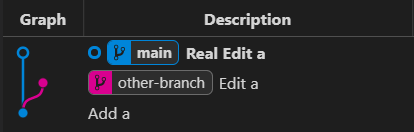 Graph Description
main Real Edit a
other-branch Edit a
Add a